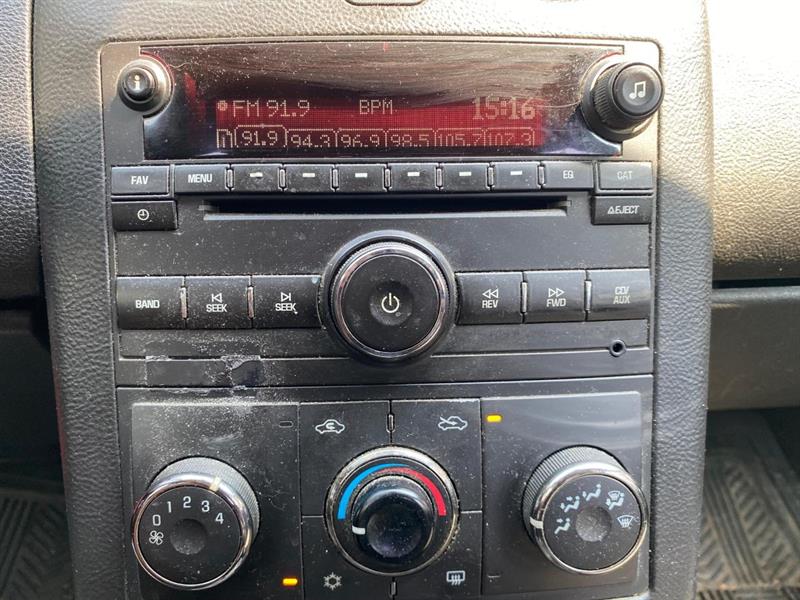 i
FM 91.9 BPM 15:16
91.9 94.3 96.9 98.5 105.7 107.3
FAV MENU EQ CAT
EJECT
BAND SEEK SEEK REV FWD CD/AUX
0 1 2 3 4